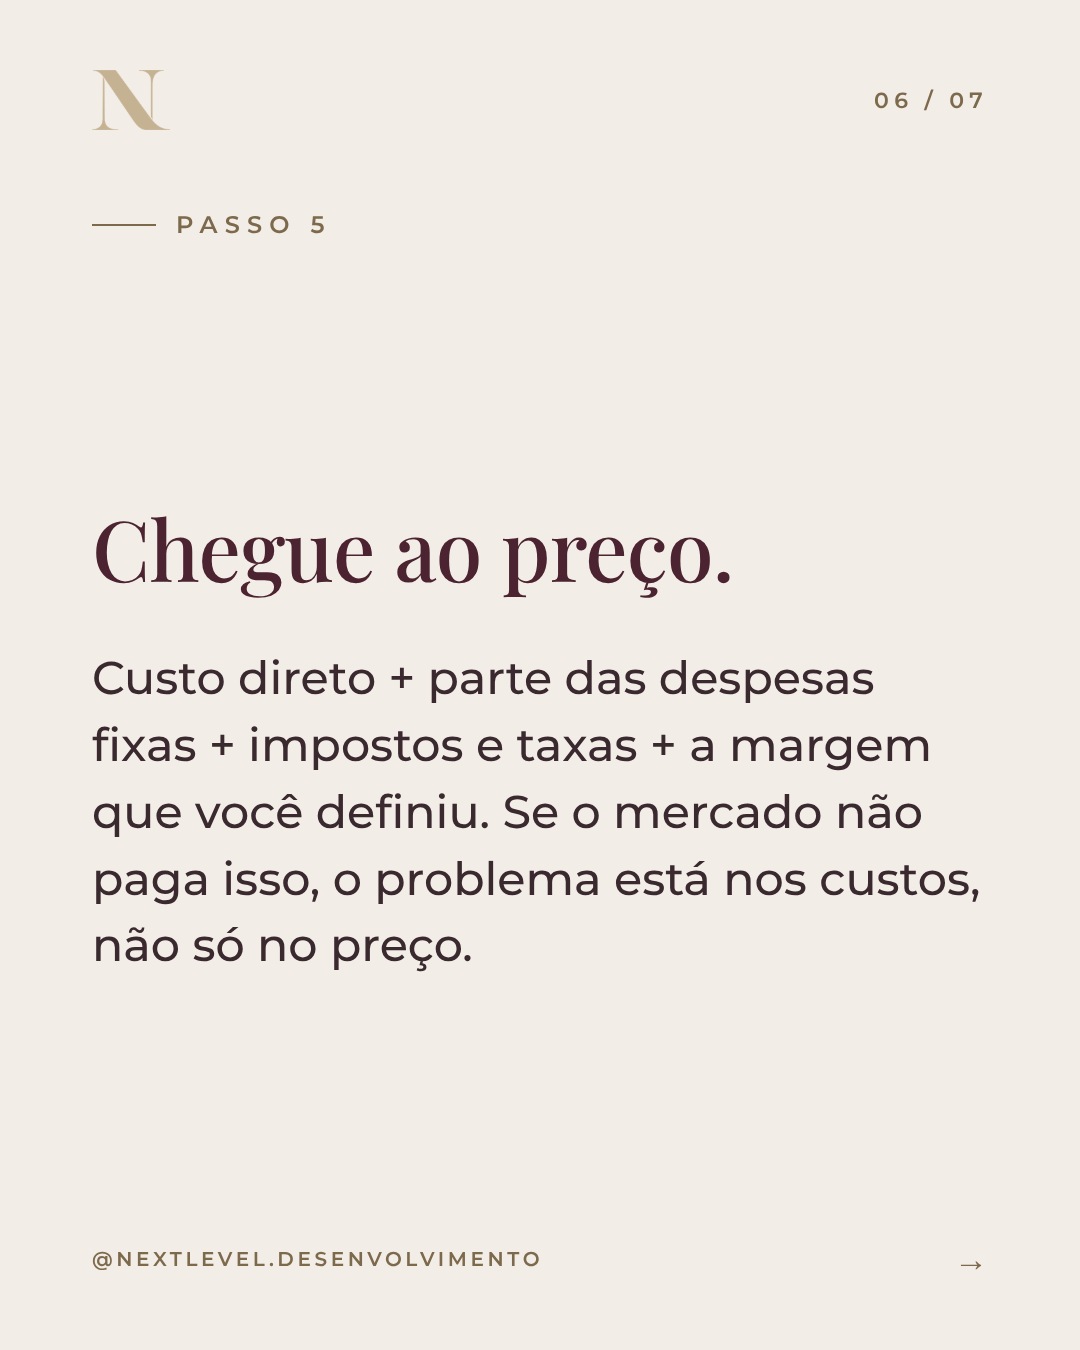 N
06 / 07
PASSO 5
Chegue ao preço.
Custo direto + parte das despesas
fixas + impostos e taxas + a margem
que você definiu. Se o mercado não
paga isso, o problema está nos custos,
não só no preço.
@NEXTLEVEL.DESENVOLVIMENTO
→